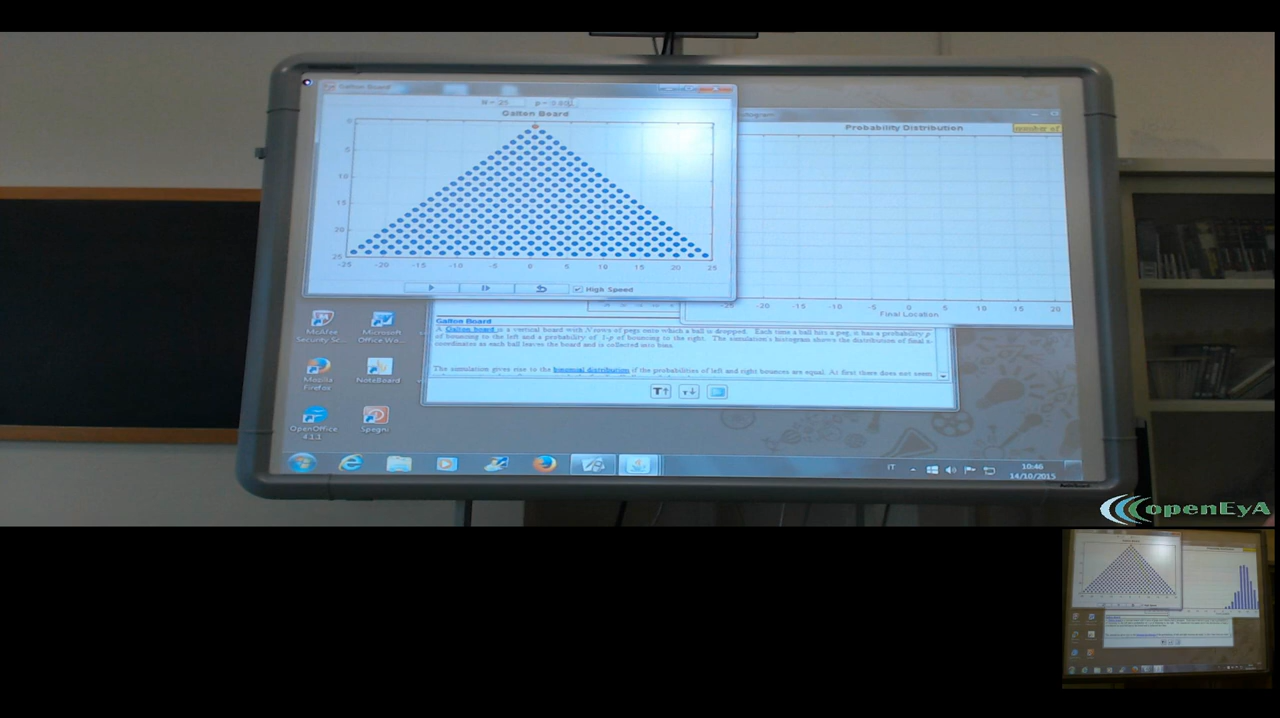 Galton Board
N = 25
Galton Board
0
5
10
15
20
25
-25 -20 -15 -10 -5 0 5 10 15 20 25
High Speed
Probability Distribution
number of
-25 -20 -15 -10 -5 0 5 10 15 20
Final Location
Galton Board
A Galton board is a vertical board with N rows of pegs onto which a ball is dropped. Each time a ball hits a peg, it has a probability p
of bouncing to the left and a probability of 1-p of bouncing to the right. The simulation's histogram shows the distribution of final x-
coordinates as each ball leaves the board and is collected into bins.
The simulation gives rise to the binomial distribution if the probabilities of left and right bounces are equal. At first there does not seem
McAfee
Security Sc...
Microsoft
Office Wo...
Mozilla
Firefox
NoteBoard
OpenOffice
4.1.1
Spegni
IT
10:46
14/10/2015
openEyA